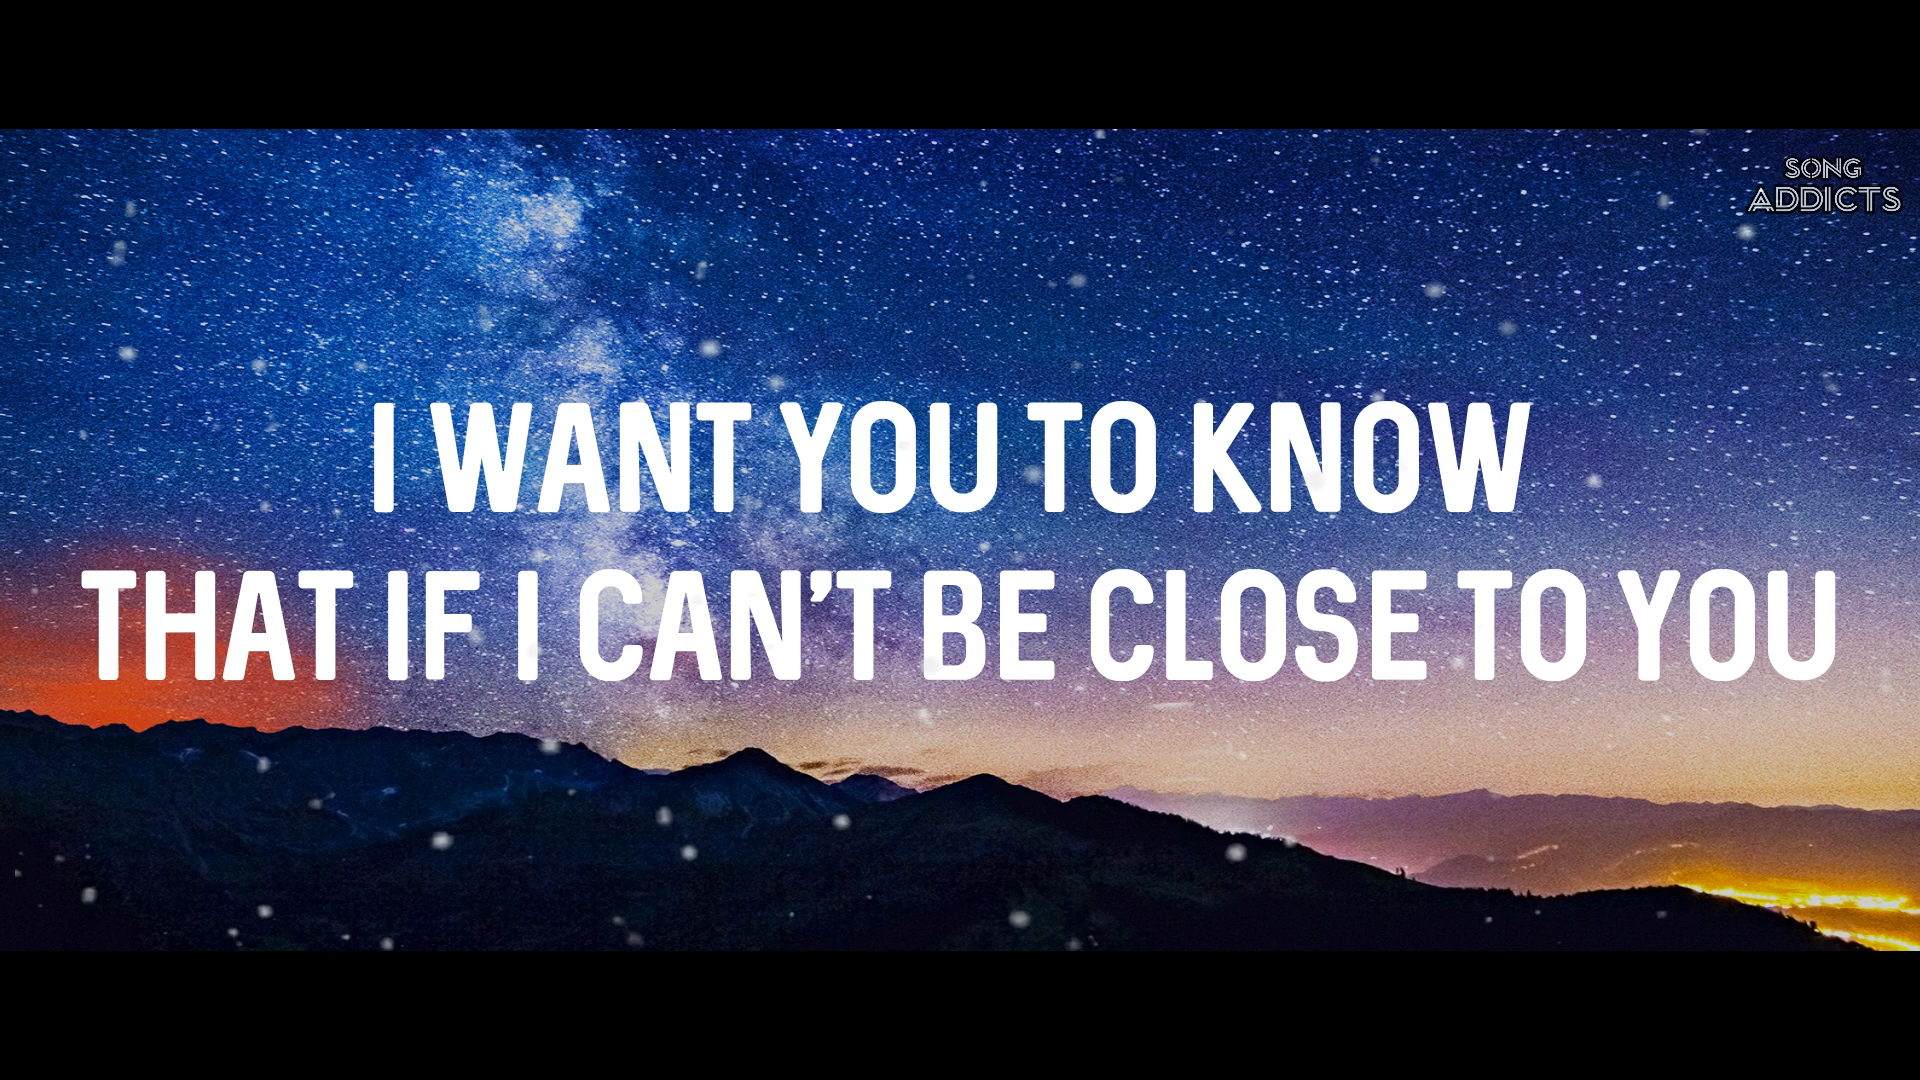 SONG
ADDICTS
I WANT YOU TO KNOW
THAT IF I CAN'T BE CLOSE TO YOU